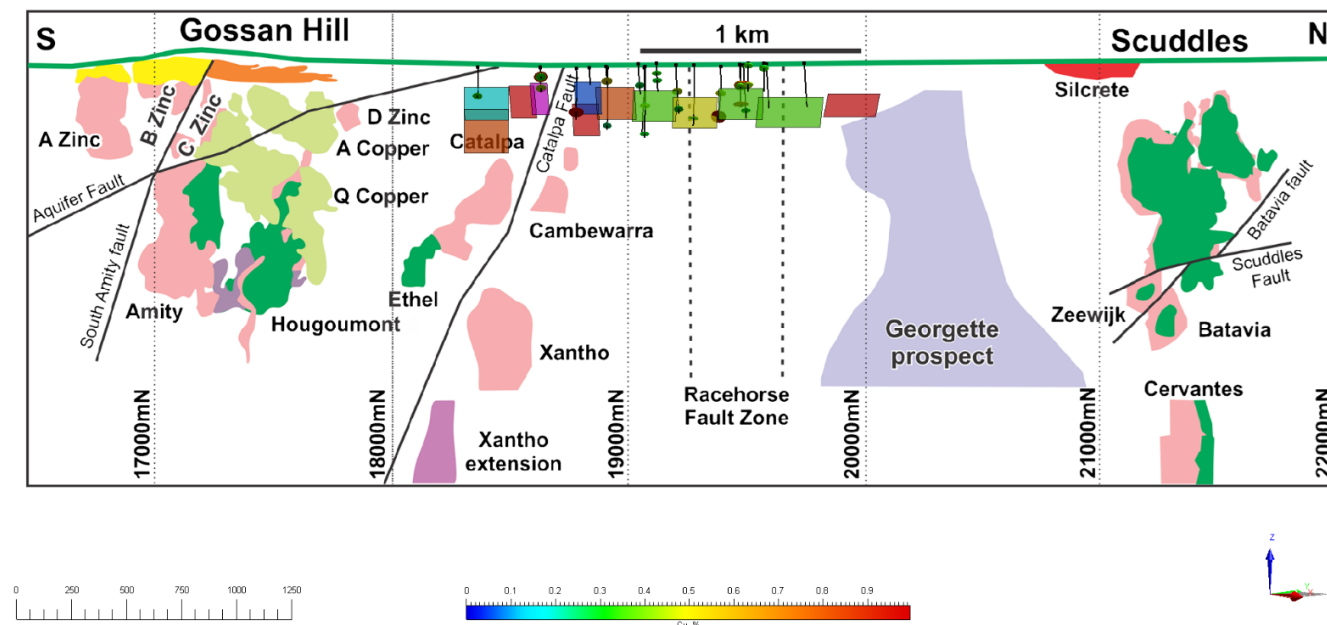 S
Gossan Hill
1 km
Scuddles
N
Silcrete
A Zinc
B Zinc
C Zinc
D Zinc
A Copper
Q Copper
Catalpa
Catalpa Fault
Aquifer Fault
South Amity fault
Amity
Hougoumont
Ethel
Cambewarra
Xantho
Xantho
extension
Racehorse
Fault Zone
Georgette
prospect
Batavia fault
Scuddles
Fault
Zeewijk
Batavia
Cervantes
17000mN
18000mN
19000mN
20000mN
21000mN
22000mN
0 250 500 750 1000 1250
0 0.1 0.2 0.3 0.4 0.5 0.6 0.7 0.8 0.9
Z